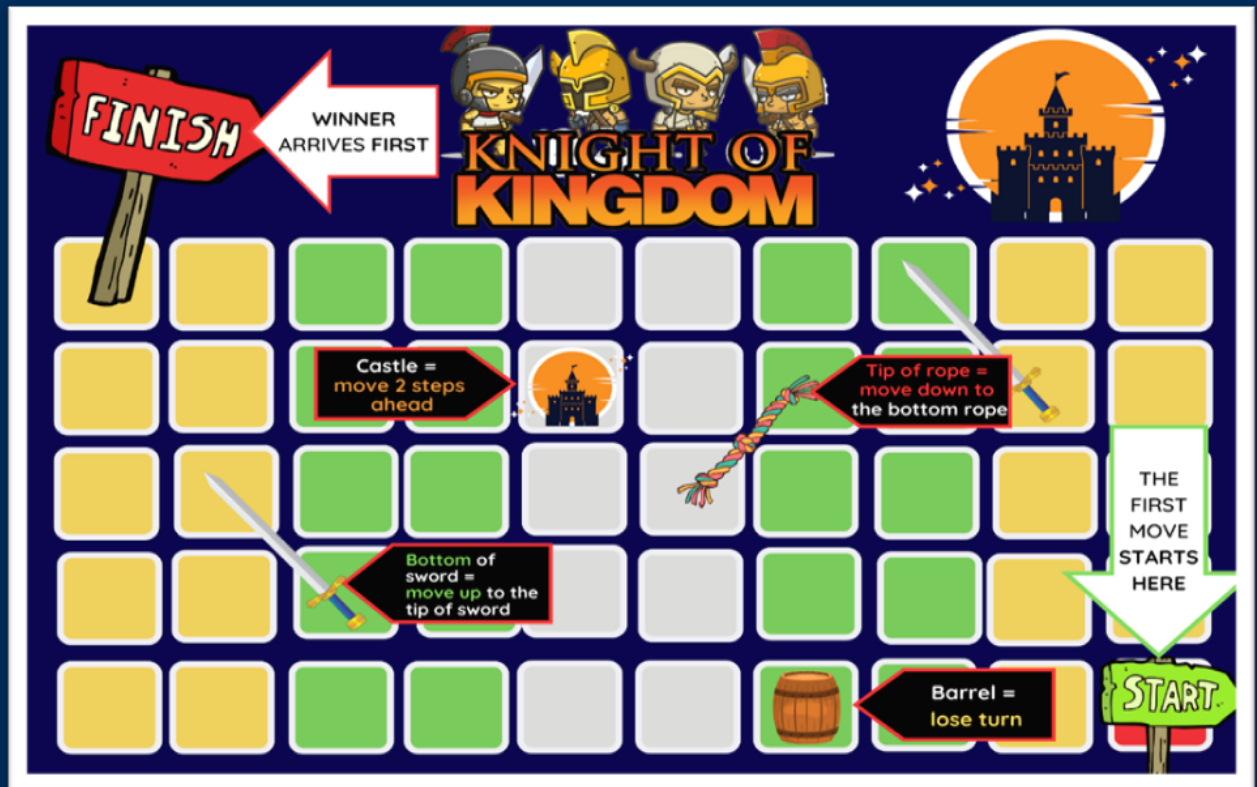 FINISH
WINNER
ARRIVES FIRST
KNIGHT OF
KINGDOM
Castle =
move 2 steps
ahead
Tip of rope =
move down to
the bottom rope
THE
FIRST
MOVE
STARTS
HERE
Bottom of
sword =
move up to the
tip of sword
Barrel =
lose turn
START